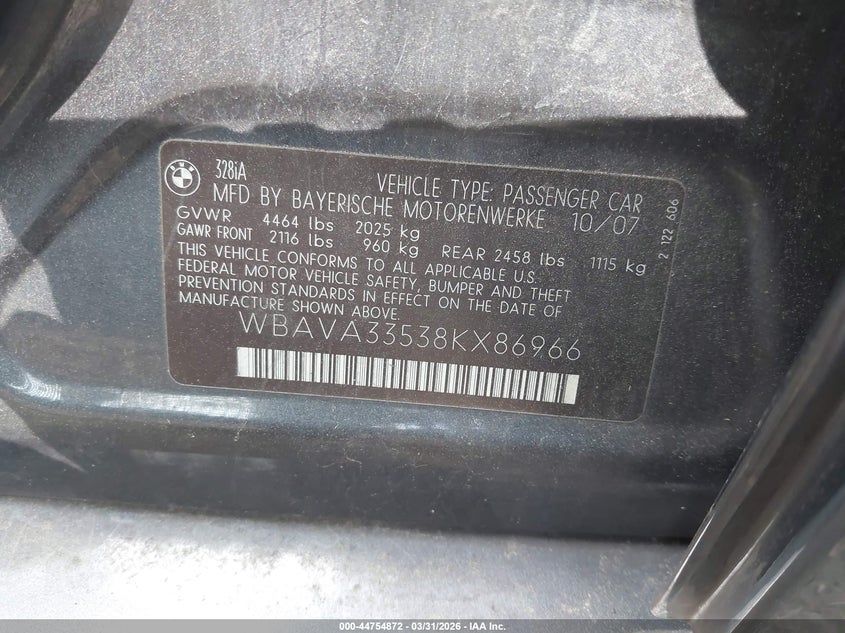 BMW
328iA
VEHICLE TYPE: PASSENGER CAR
MFD BY BAYERISCHE MOTORENWERKE 10/07
GVWR 4464 lbs 2025 kg
GAWR FRONT 2116 lbs 960 kg REAR 2458 lbs 1115 kg
THIS VEHICLE CONFORMS TO ALL APPLICABLE U.S.
FEDERAL MOTOR VEHICLE SAFETY, BUMPER AND THEFT
PREVENTION STANDARDS IN EFFECT ON THE DATE OF
MANUFACTURE SHOWN ABOVE.
WBAVA33538KX86966
2 122 606
000-44754872 - 03/31/2026 - IAA Inc.